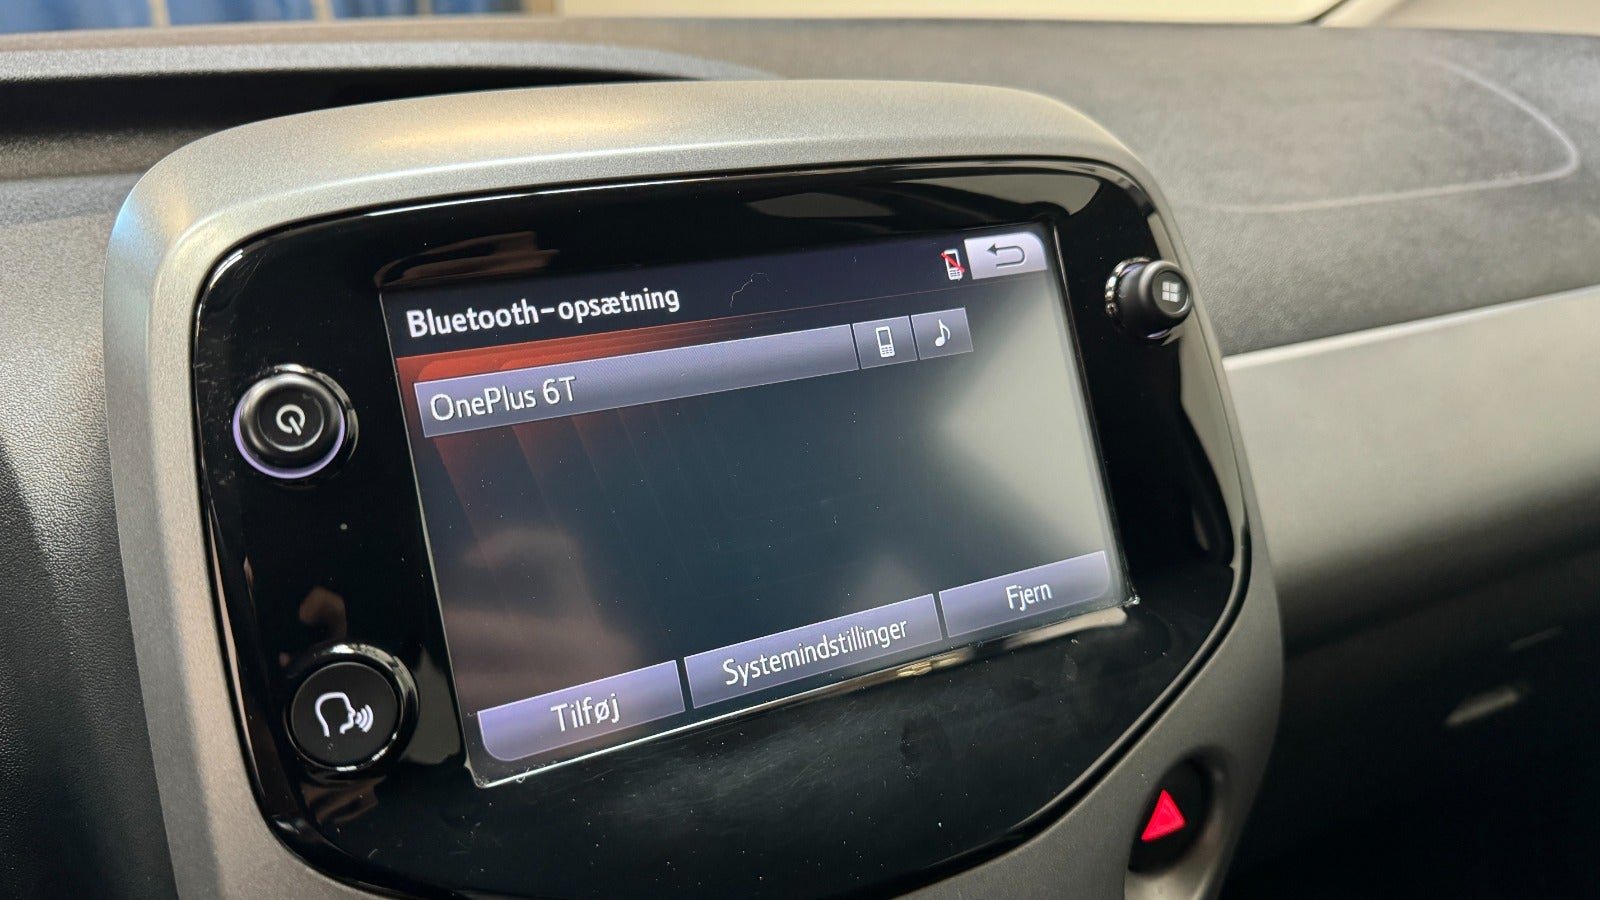 Bluetooth-opsætning
OnePlus 6T
Tilføj
Systemindstillinger
Fjern